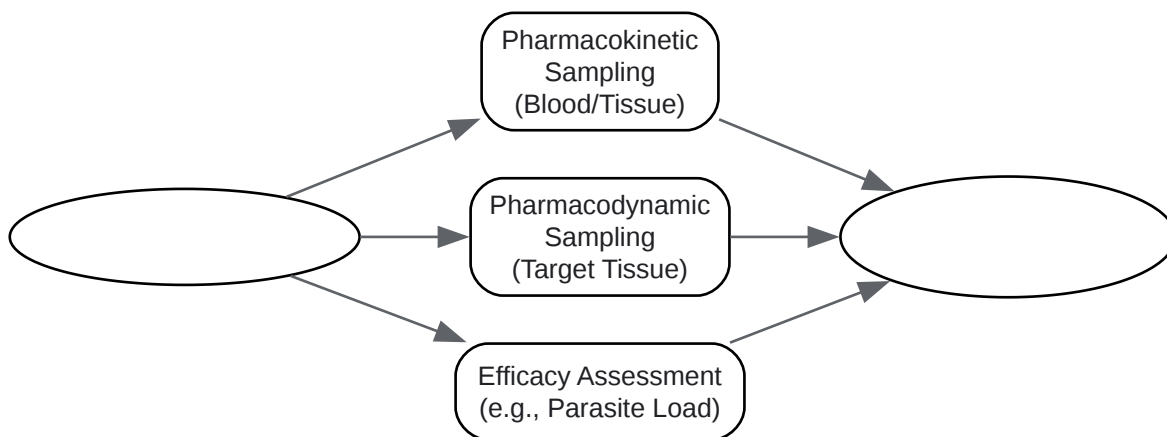 Pharmacokinetic
Sampling
(Blood/Tissue)
Pharmacodynamic
Sampling
(Target Tissue)
Efficacy Assessment
(e.g., Parasite Load)